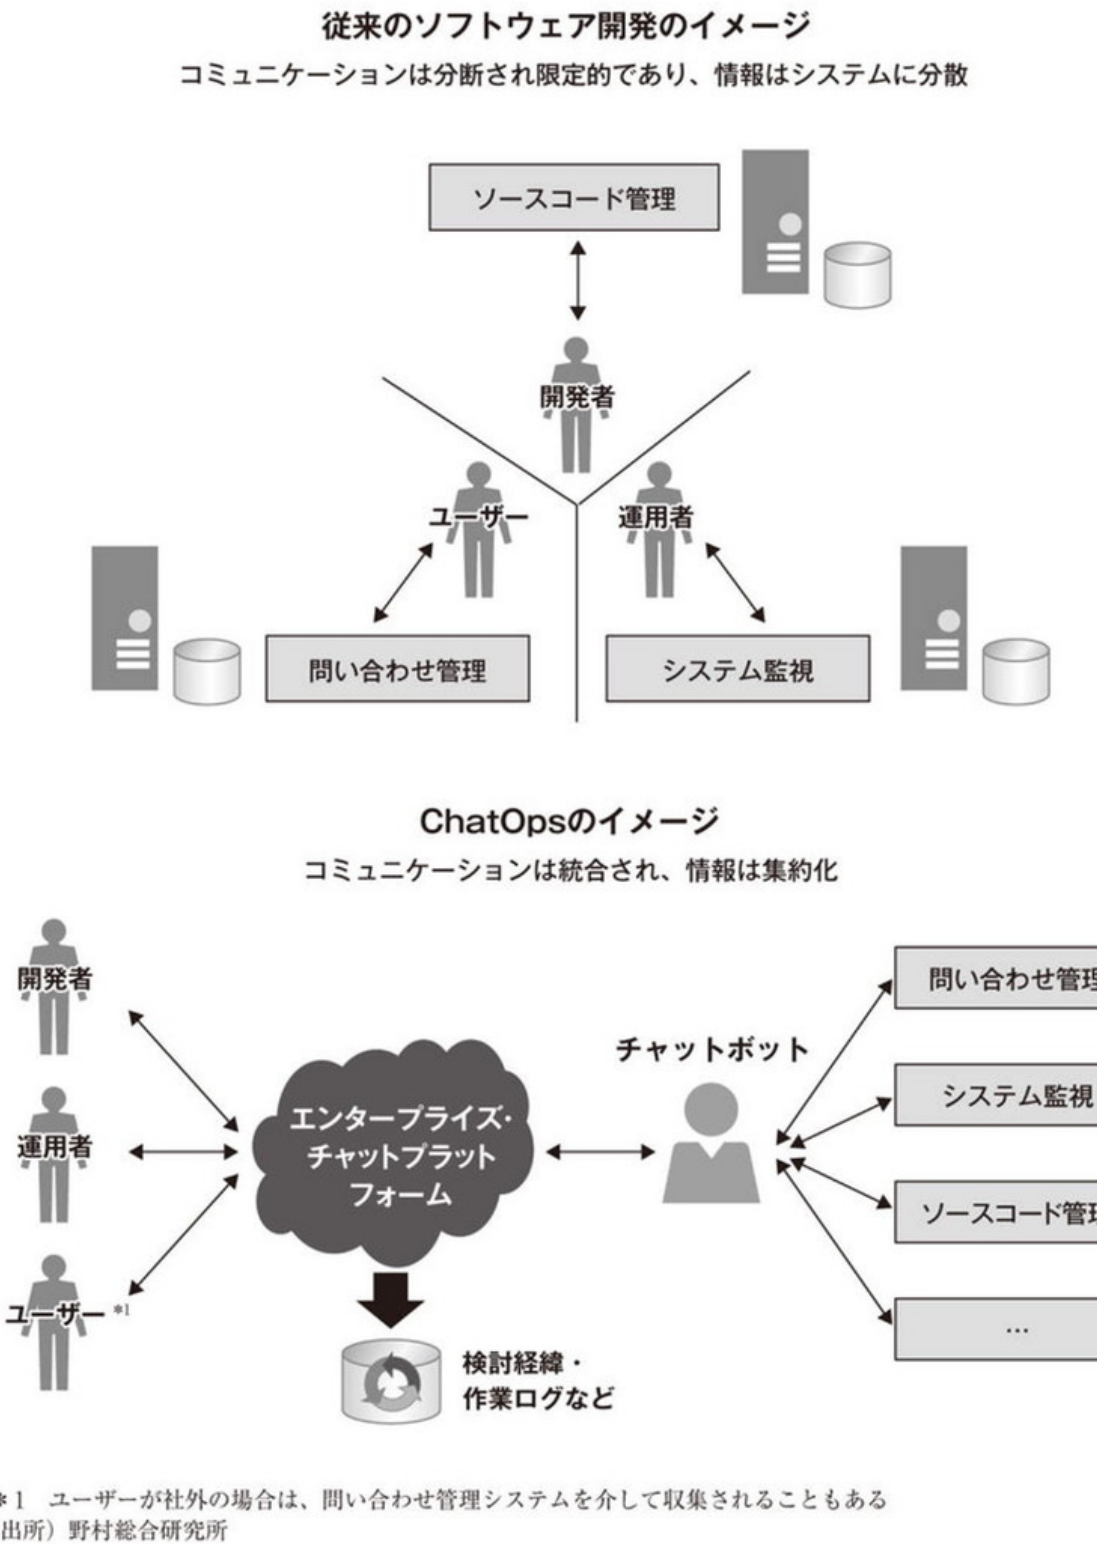 従来のソフトウェア開発のイメージ
コミュニケーションは分断され限定的であり、情報はシステムに分散
ソースコード管理
開発者
ユーザー
運用者
問い合わせ管理
システム監視
ChatOpsのイメージ
コミュニケーションは統合され、情報は集約化
開発者
運用者
ユーザー *1
エンタープライズ・
チャットプラット
フォーム
チャットボット
問い合わせ管理
システム監視
ソースコード管理
…
検討経緯・
作業ログなど
*1 ユーザーが社外の場合は、問い合わせ管理システムを介して収集されることもある
出所）野村総合研究所